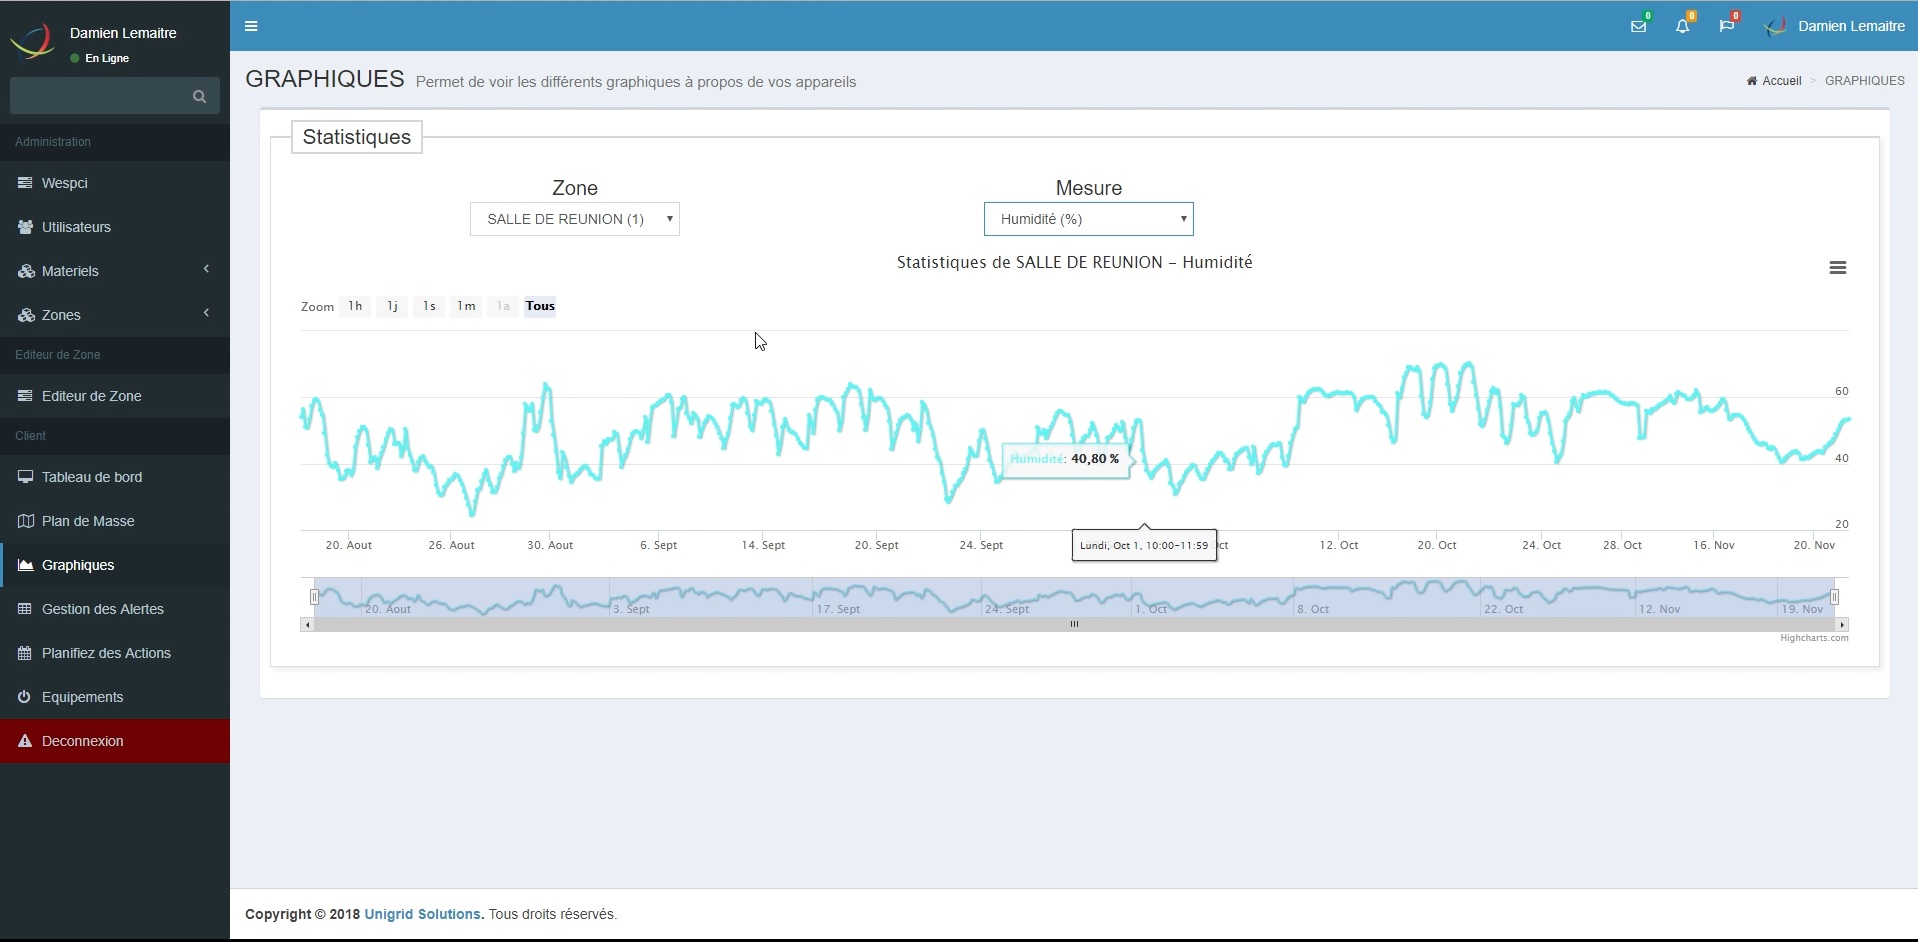 Damien Lemaitre
En Ligne
Administration
Wespci
Utilisateurs
Materiels
Zones
Editeur de Zone
Editeur de Zone
Client
Tableau de bord
Plan de Masse
Graphiques
Gestion des Alertes
Planifiez des Actions
Equipements
Deconnexion
0 0 0 Damien Lemaitre
GRAPHIQUES Permet de voir les différents graphiques à propos de vos appareils
Accueil > GRAPHIQUES
Statistiques
Zone Mesure
SALLE DE REUNION (1) Humidité (%)
Statistiques de SALLE DE REUNION - Humidité
Zoom 1h 1j 1s 1m 1a Tous
60
Humidité: 40,80 %
40
20
20. Aout 26. Aout 30. Aout 6. Sept 14. Sept 20. Sept 24. Sept Lundi, Oct 1, 10:00-11:59 12. Oct 20. Oct 24. Oct 28. Oct 16. Nov 20. Nov
20. Aout 3. Sept 17. Sept 24. Sept 1. Oct 8. Oct 22. Oct 12. Nov 19. Nov
Highcharts.com
Copyright © 2018 Unigrid Solutions. Tous droits réservés.